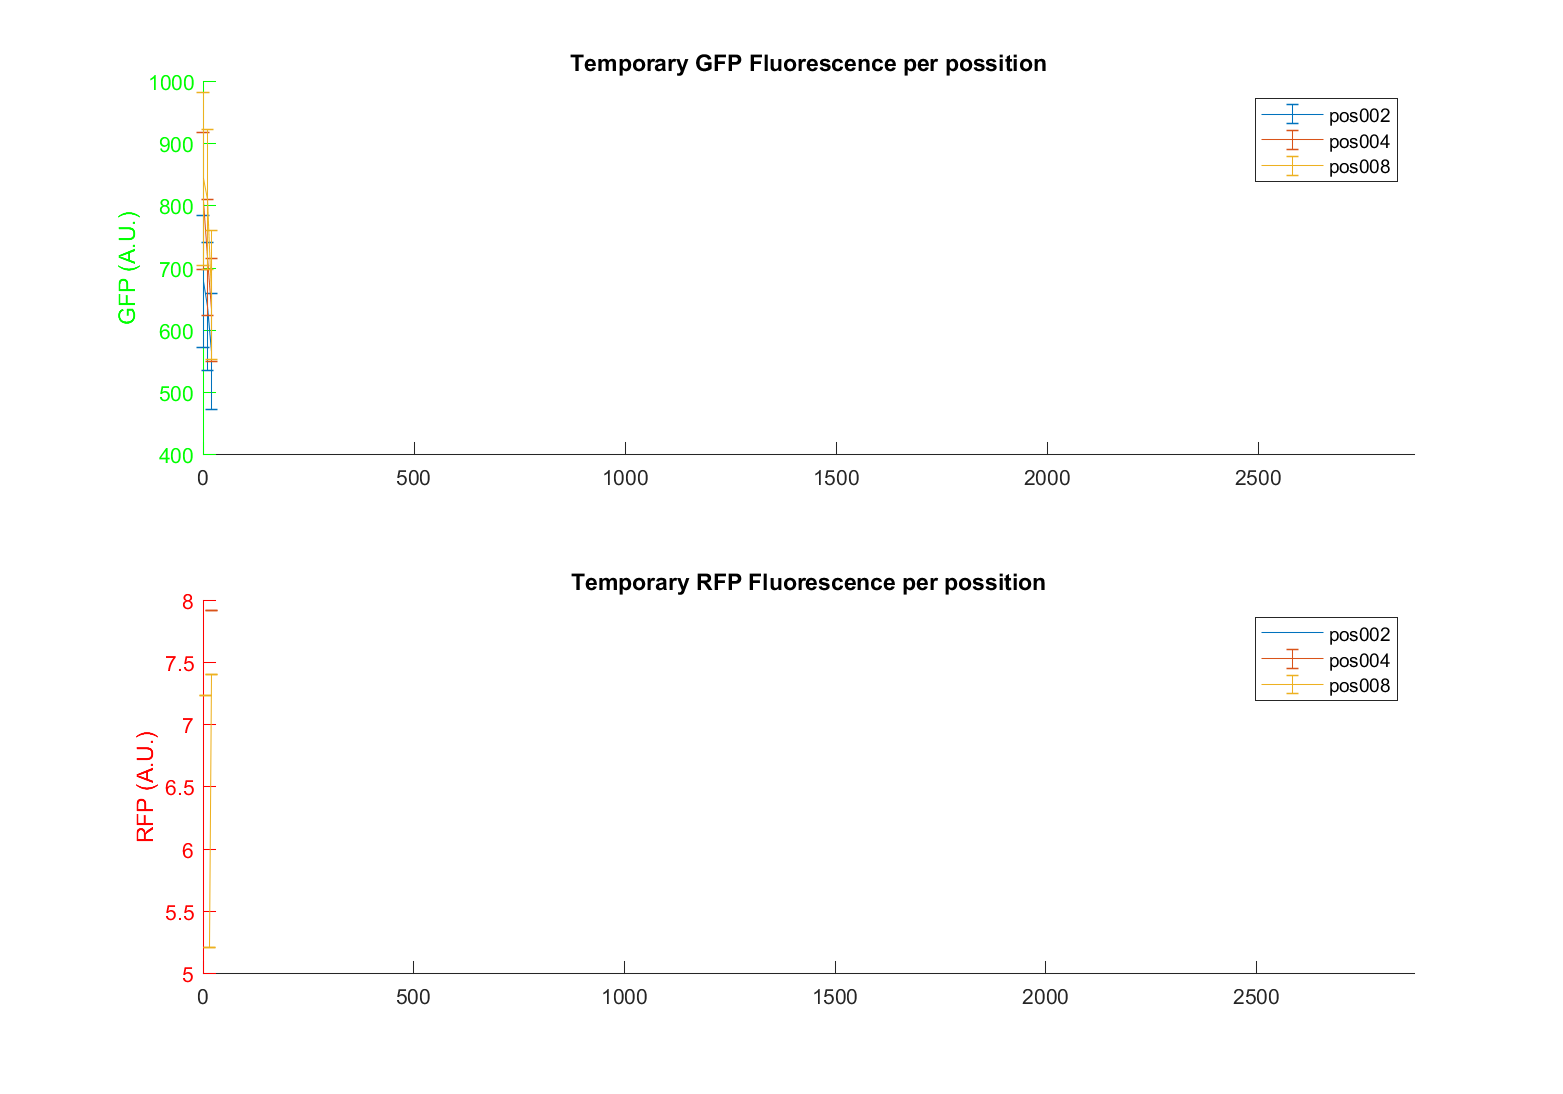 Temporary GFP Fluorescence per possition
1000
900
800
700
600
500
400
GFP (A.U.)
pos002
pos004
pos008
0 500 1000 1500 2000 2500
Temporary RFP Fluorescence per possition
8
7.5
7
6.5
6
5.5
5
RFP (A.U.)
pos002
pos004
pos008
0 500 1000 1500 2000 2500